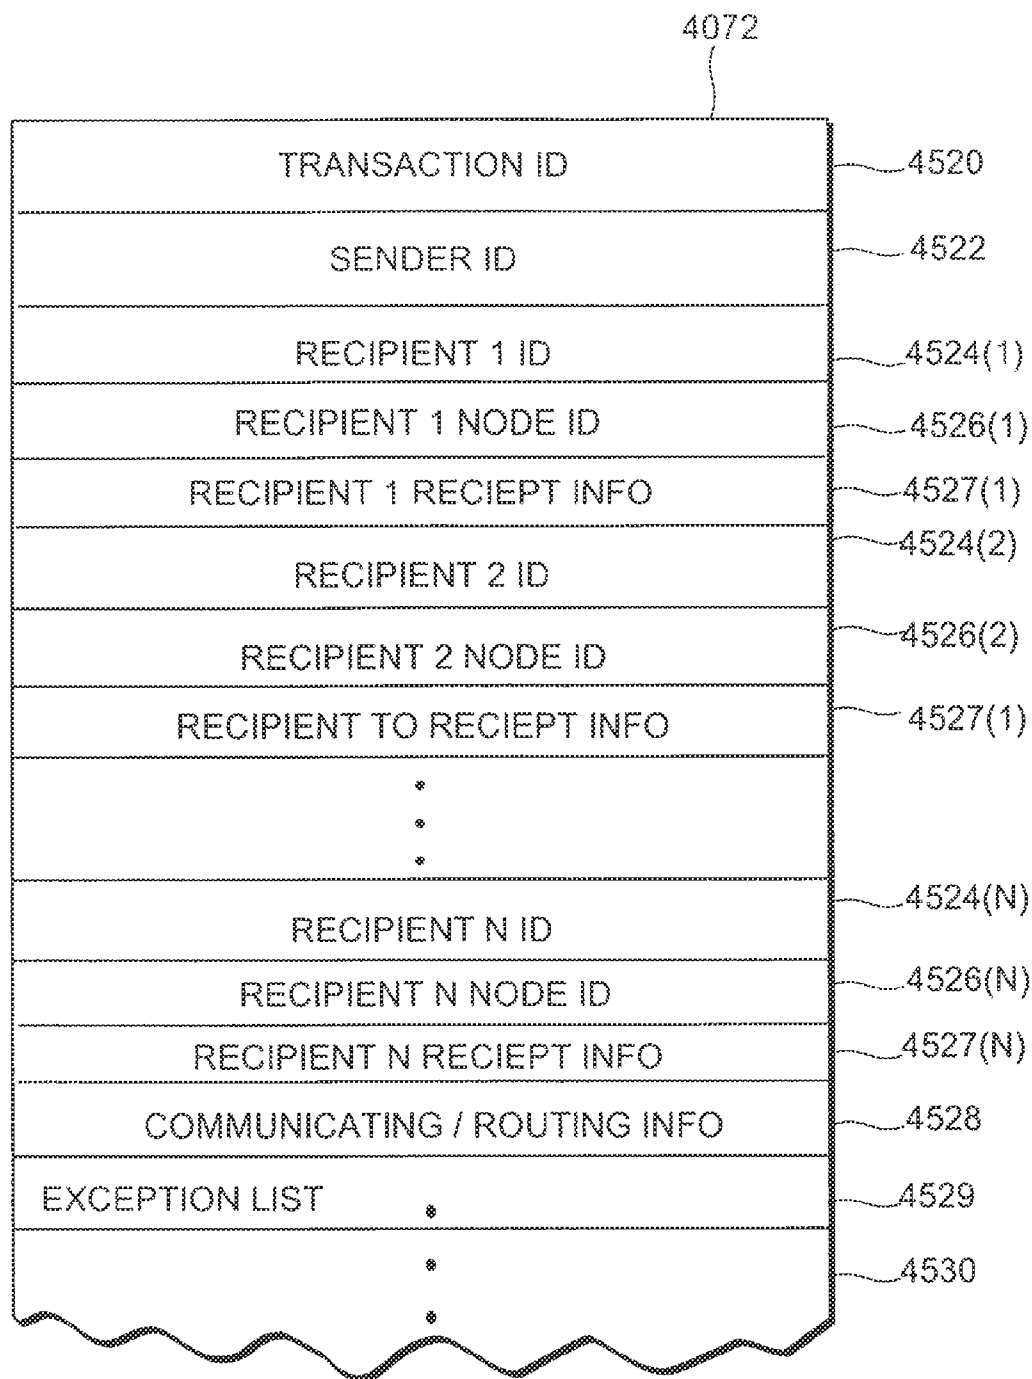 4072
TRANSACTION ID 4520
SENDER ID 4522
RECIPIENT 1 ID 4524(1)
RECIPIENT 1 NODE ID 4526(1)
RECIPIENT 1 RECIEPT INFO 4527(1)
4524(2)
RECIPIENT 2 ID
4526(2)
RECIPIENT 2 NODE ID
RECIPIENT TO RECIEPT INFO 4527(1)
4524(N)
RECIPIENT N ID
4526(N)
RECIPIENT N NODE ID
RECIPIENT N RECIEPT INFO 4527(N)
COMMUNICATING / ROUTING INFO 4528
EXCEPTION LIST 4529
4530